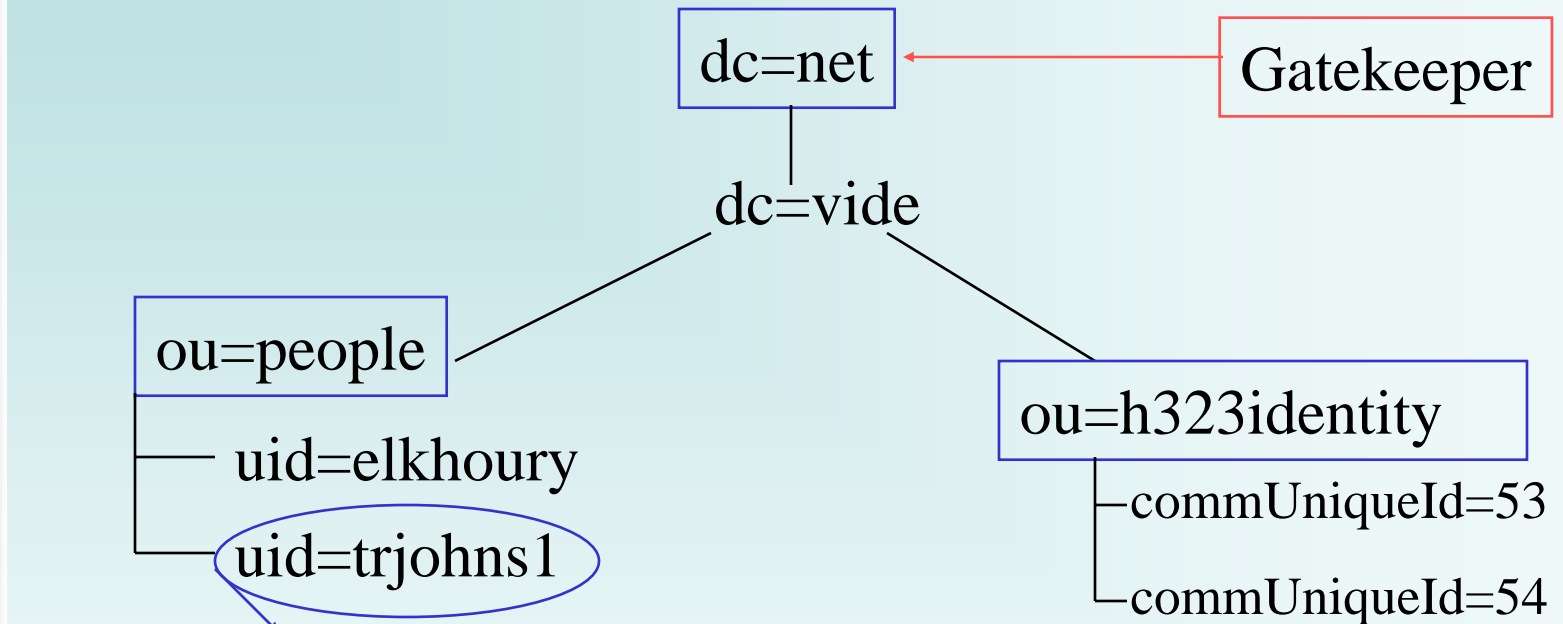 dc=net
Gatekeeper
dc=vide
ou=people
ou=h323identity
uid=elkhoury
commUniqueId=53
uid=trjohns1
commUniqueId=54